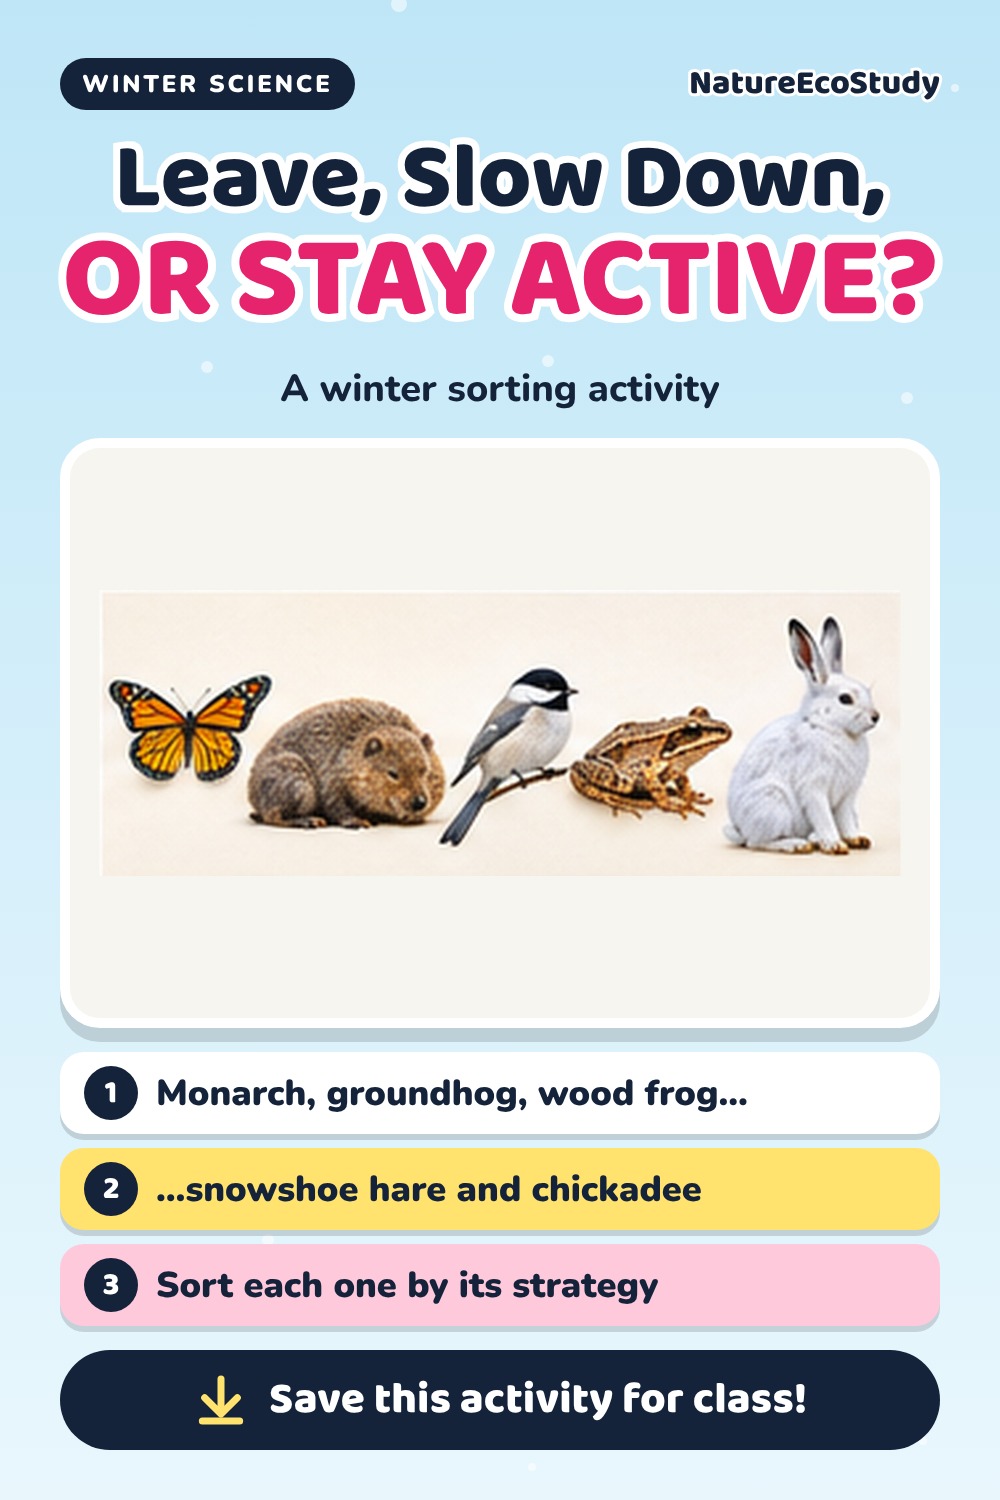 WINTER SCIENCE
NatureEcoStudy
Leave, Slow Down,
OR STAY ACTIVE?
A winter sorting activity
1 Monarch, groundhog, wood frog...
2 ...snowshoe hare and chickadee
3 Sort each one by its strategy
Save this activity for class!